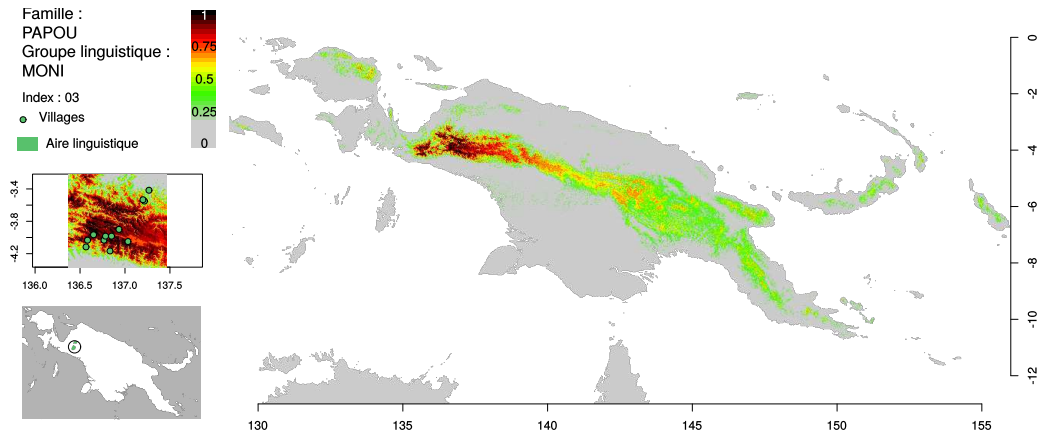 Famille :
PAPOU
Groupe linguistique :
MONI
Index : 03
Villages
Aire linguistique
1
0.75
0.5
0.25
0
-3.4
-3.8
-4.2
136.0 136.5 137.0 137.5
0
-2
-4
-6
-8
-10
-12
130 135 140 145 150 155